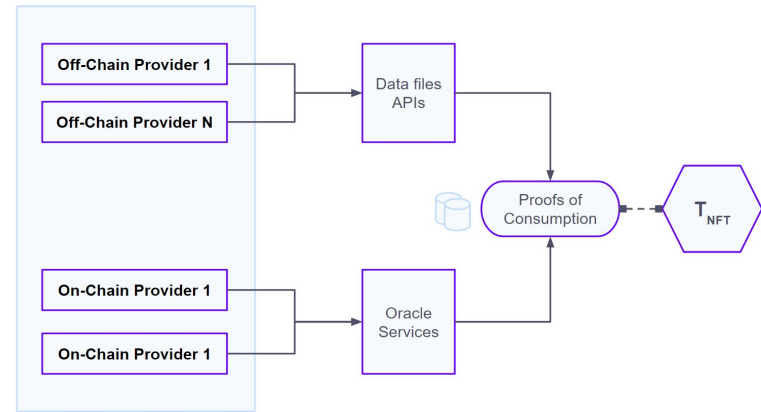 Off-Chain Provider 1
Off-Chain Provider N
Data files
APIs
Proofs of
Consumption
T NFT
On-Chain Provider 1
On-Chain Provider 1
Oracle
Services